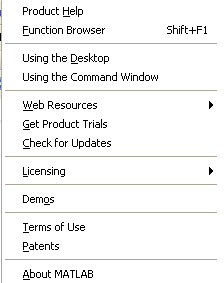 Product Help
Function Browser Shift+F1
Using the Desktop
Using the Command Window
Web Resources
Get Product Trials
Check for Updates
Licensing
Demos
Terms of Use
Patents
About MATLAB